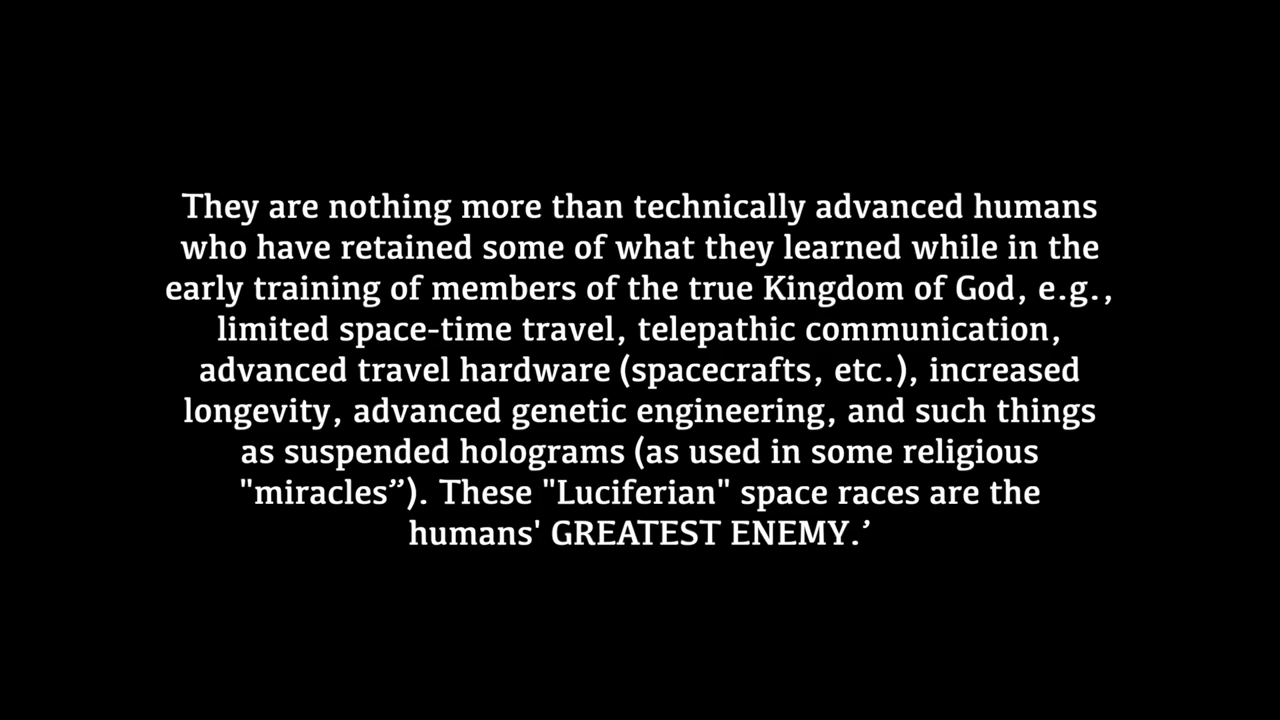 They are nothing more than technically advanced humans
who have retained some of what they learned while in the
early training of members of the true Kingdom of God, e.g.,
limited space-time travel, telepathic communication,
advanced travel hardware (spacecrafts, etc.), increased
longevity, advanced genetic engineering, and such things
as suspended holograms (as used in some religious
"miracles”). These "Luciferian" space races are the
humans' GREATEST ENEMY.’